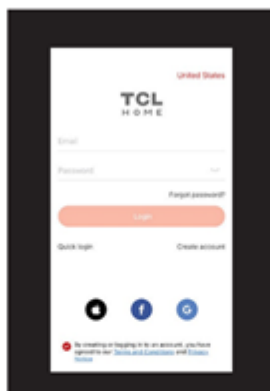 United States
TCL
HOME
Email
Password
Forgot password?
Login
Quick login
Create account
By creating or logging in to an account, you have
agreed to our Terms and Conditions and Privacy
Notice